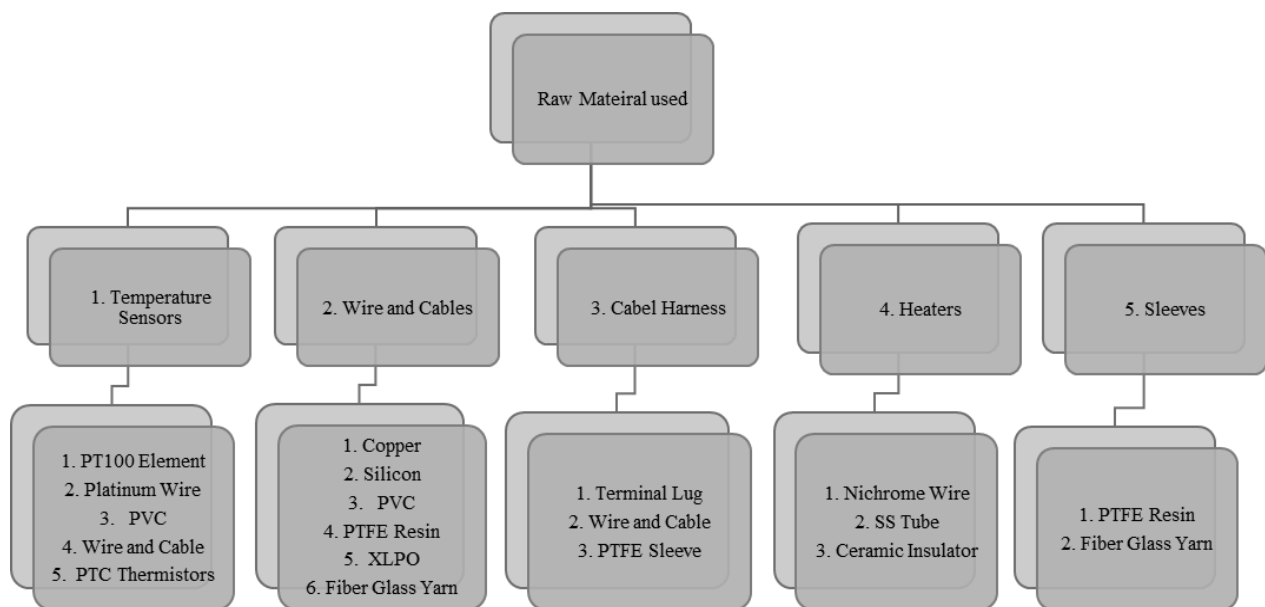 Raw Mateiral used
1. Temperature
Sensors
2. Wire and Cables
3. Cabel Harness
4. Heaters
5. Sleeves
1. PT100 Element
2. Platinum Wire
3. PVC
4. Wire and Cable
5. PTC Thermistors
1. Copper
2. Silicon
3. PVC
4. PTFE Resin
5. XLPO
6. Fiber Glass Yarn
1. Terminal Lug
2. Wire and Cable
3. PTFE Sleeve
1. Nichrome Wire
2. SS Tube
3. Ceramic Insulator
1. PTFE Resin
2. Fiber Glass Yarn